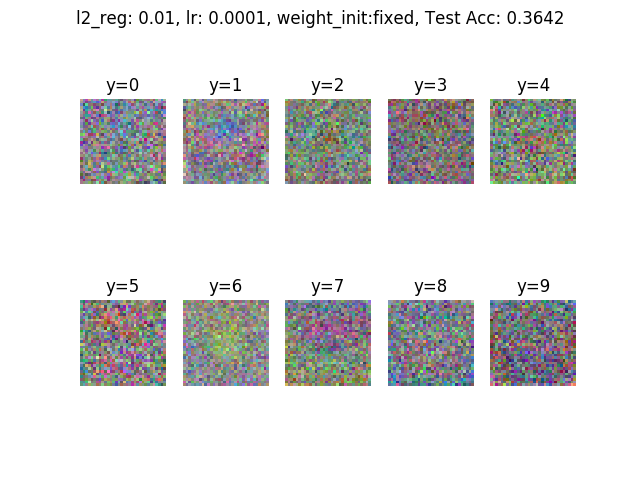 l2_reg: 0.01, lr: 0.0001, weight_init:fixed, Test Acc: 0.3642
y=0 y=1 y=2 y=3 y=4
y=5 y=6 y=7 y=8 y=9